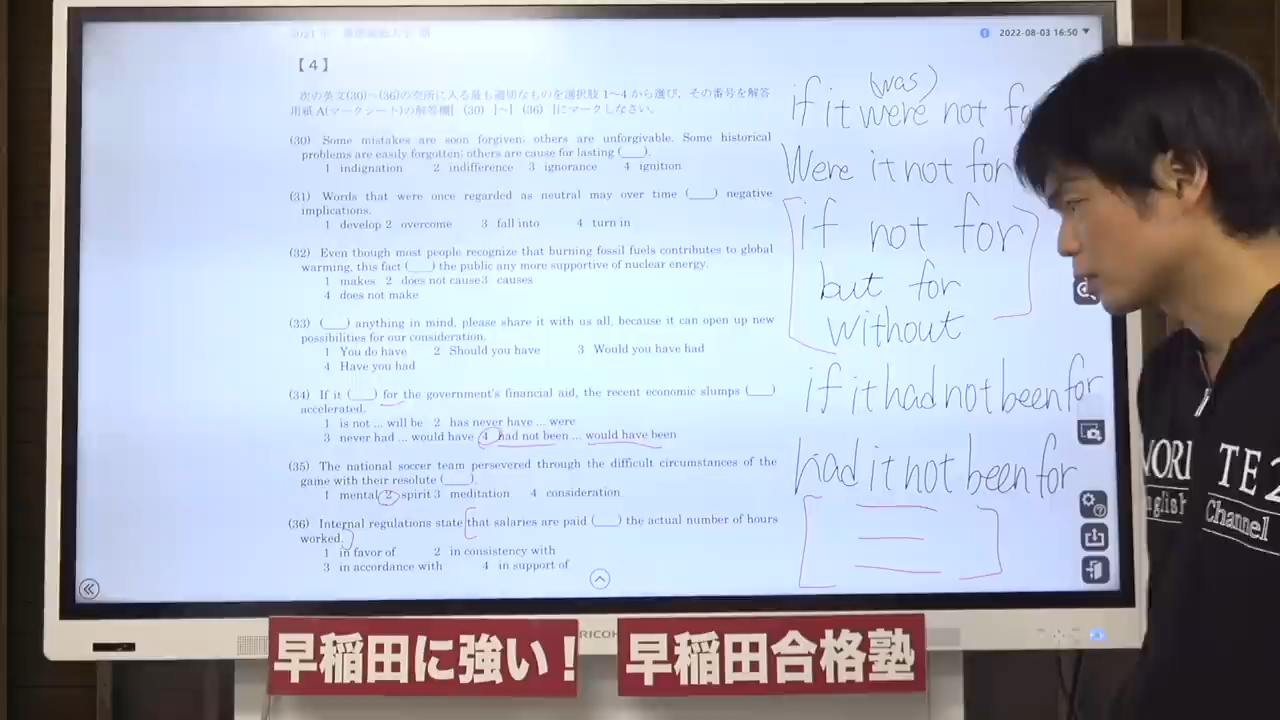 2022-08-03 16:50
【4】
次の英文(30)~(36)の空所に入る最も適切なものを選択肢 1~4 から選び、その番号を解答
用紙 A(マークシート)の解答欄[ (30) ]~[ (36) ]にマークしなさい。
(30) Some mistakes are soon forgiven; others are unforgivable. Some historical
problems are easily forgotten; others are cause for lasting (___).
1 indignation 2 indifference 3 ignorance 4 ignition
(31) Words that were once regarded as neutral may over time (___) negative
implications.
1 develop 2 overcome 3 fall into 4 turn in
(32) Even though most people recognize that burning fossil fuels contributes to global
warming, this fact (___) the public any more supportive of nuclear energy.
1 makes 2 does not cause 3 causes
4 does not make
(33) (___) anything in mind, please share it with us all, because it can open up new
possibilities for our consideration.
1 You do have 2 Should you have 3 Would you have had
4 Have you had
(34) If it (___) for the government's financial aid, the recent economic slumps (___)
accelerated.
1 is not ... will be 2 has never have ... were
3 never had ... would have 4 had not been ... would have been
(35) The national soccer team persevered through the difficult circumstances of the
game with their resolute (___).
1 mental 2 spirit 3 meditation 4 consideration
(36) Internal regulations state that salaries are paid (___) the actual number of hours
worked.
1 in favor of 2 in consistency with
3 in accordance with 4 in support of
(was)
if it were not fo
Were it not for
if not for
but for
without
if it had not been for
had it not been for
RICOH
早稲田に強い!
早稲田合格塾
TE 2
English Channel